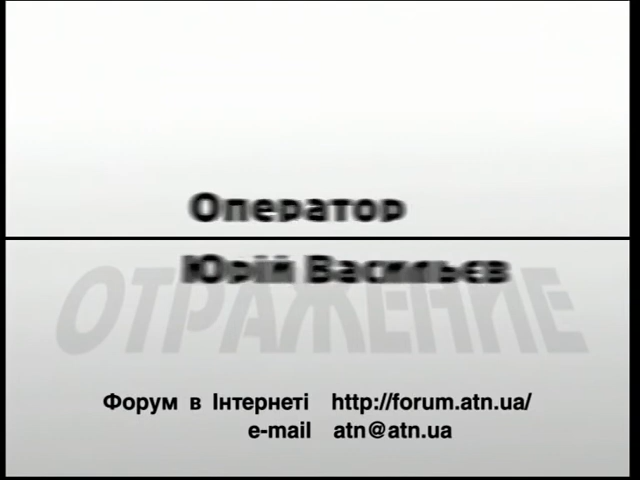 Оператор
Юрій Васильєв
ОТРАЖЕНИЕ
Форум в Інтернеті http://forum.atn.ua/
e-mail atn@atn.ua